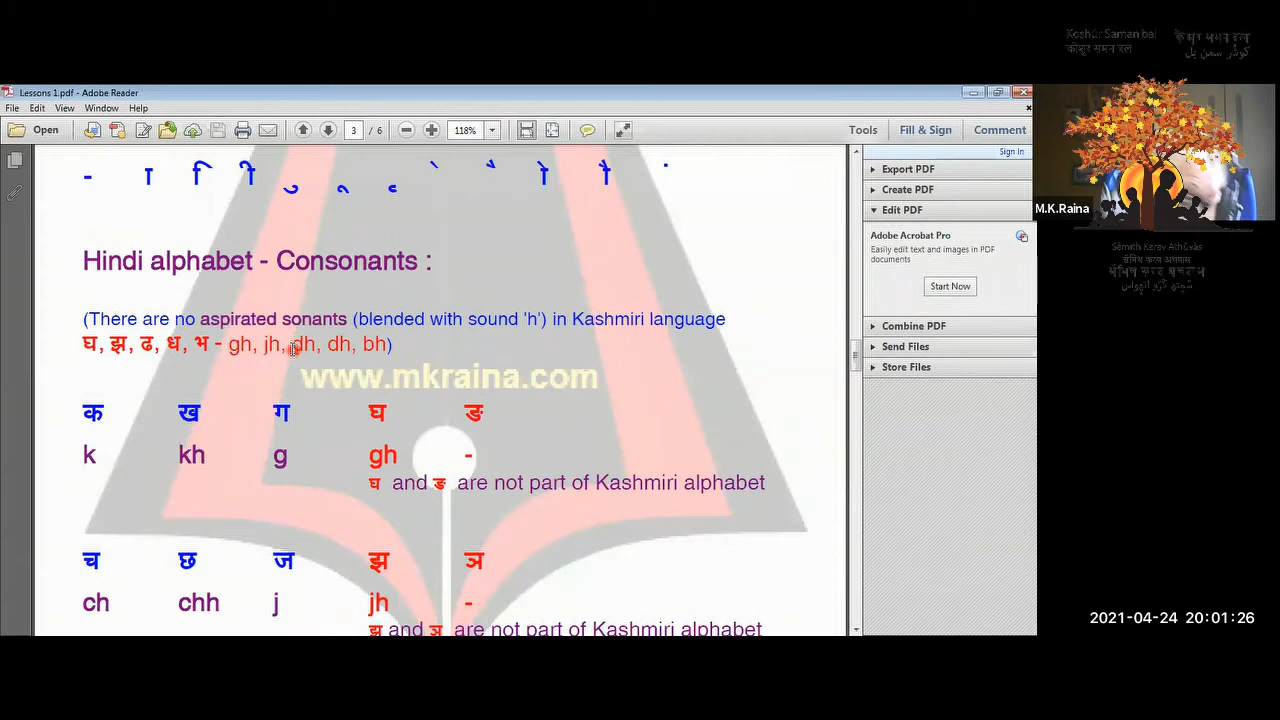 Koshur Saman bal
कॊशुर समन बल
کوٚشُر سمن بل
Lessons 1.pdf - Adobe Reader
File Edit View Window Help
Open 3 / 6 118% Tools Fill & Sign Comment
Sign In
Export PDF
Create PDF
Edit PDF
Adobe Acrobat Pro
Easily edit text and images in PDF
documents
Start Now
Combine PDF
Send Files
Store Files
M.K.Raina
- ा ि ी ु ू ृ े ै ो ौ ं
Hindi alphabet - Consonants :
(There are no aspirated sonants (blended with sound 'h') in Kashmiri language
घ, झ, ढ, ध, भ - gh, jh, dh, dh, bh)
www.mkraina.com
क ख ग घ ङ
k kh g gh -
घ and ङ are not part of Kashmiri alphabet
च छ ज झ ञ
ch chh j jh -
झ and ञ are not part of Kashmiri alphabet
2021-04-24 20:01:26